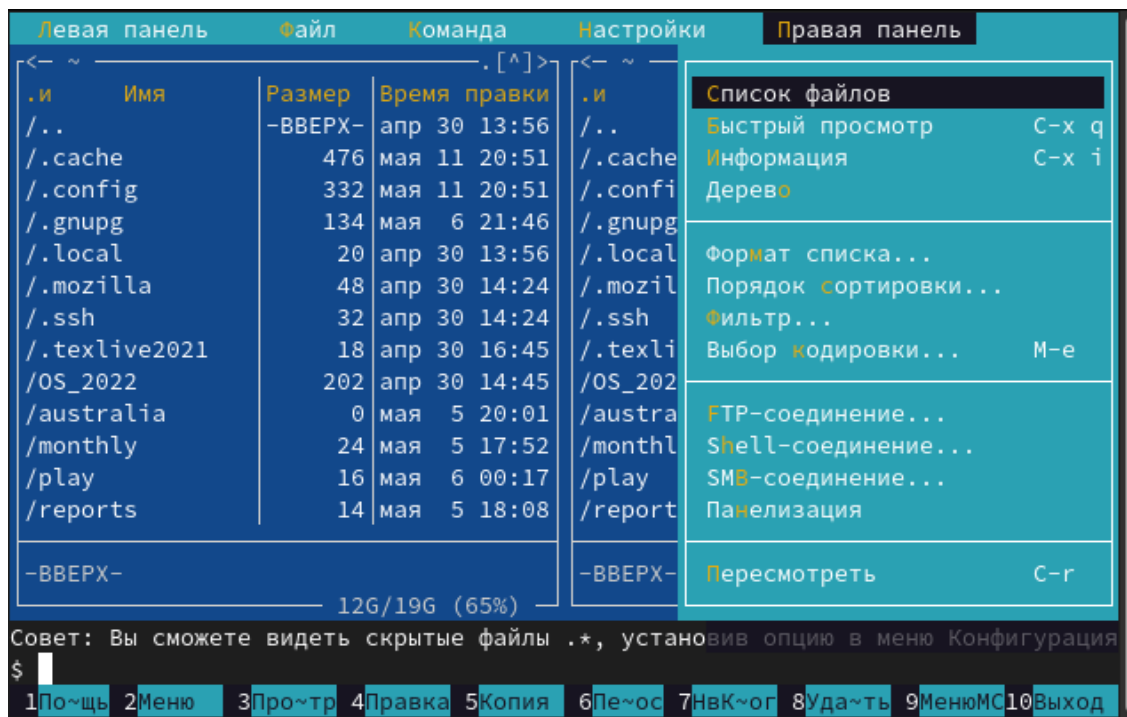 Левая панель Файл Команда Настройки Правая панель
<— ~ .[^]> <— ~
.и Имя Размер Время правки .и Список файлов
/.. -ВВЕРХ- апр 30 13:56 /.. Быстрый просмотр C-x q
/.cache 476 мая 11 20:51 /.cache Информация C-x i
/.config 332 мая 11 20:51 /.confi Дерево
/.gnupg 134 мая 6 21:46 /.gnupg
/.local 20 апр 30 13:56 /.local Формат списка...
/.mozilla 48 апр 30 14:24 /.mozil Порядок сортировки...
/.ssh 32 апр 30 14:24 /.ssh Фильтр...
/.texlive2021 18 апр 30 16:45 /.texli Выбор кодировки... M-e
/OS_2022 202 апр 30 14:45 /OS_202
/australia 0 мая 5 20:01 /austra FTP-соединение...
/monthly 24 мая 5 17:52 /monthl Shell-соединение...
/play 16 мая 6 00:17 /play SMB-соединение...
/reports 14 мая 5 18:08 /report Панелизация
-ВВЕРХ- -ВВЕРХ- Пересмотреть C-r
12G/19G (65%)
Совет: Вы сможете видеть скрытые файлы .*, установив опцию в меню Конфигурация
$
1По~щь 2Меню 3Про~тр 4Правка 5Копия 6Пе~ос 7НвК~ог 8Уда~ть 9МенюMC10Выход